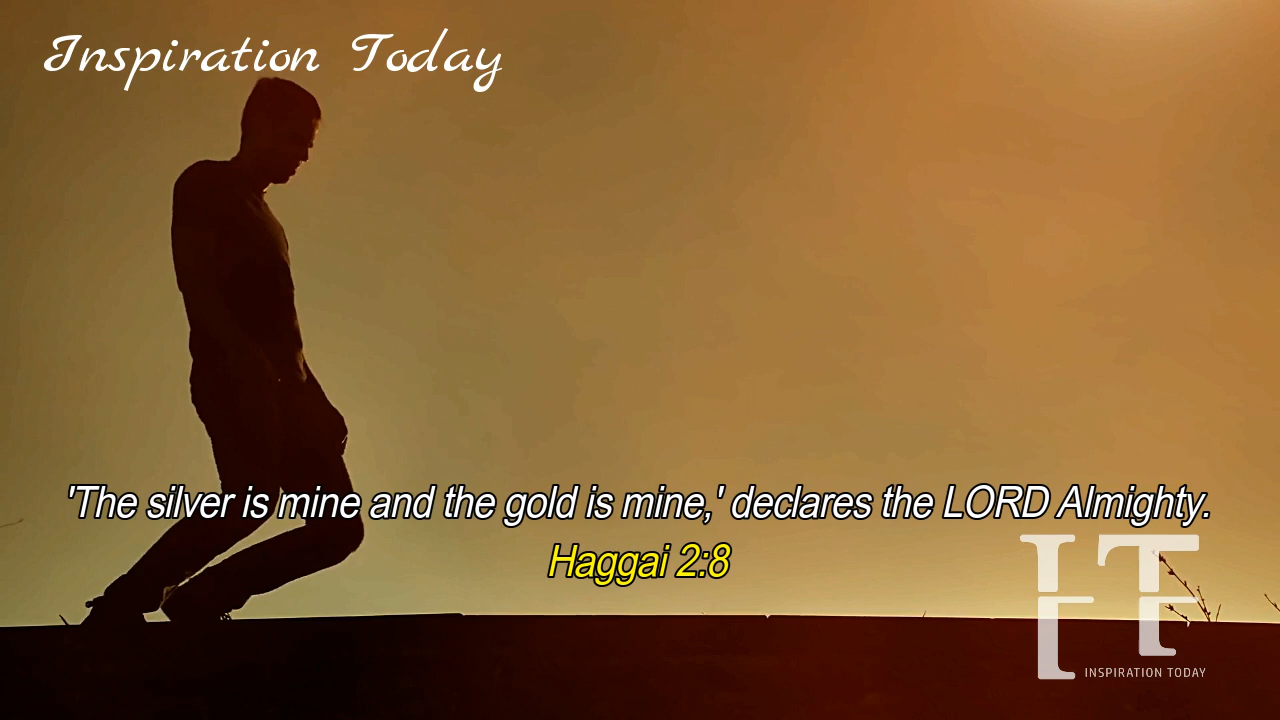 Inspiration Today
'The silver is mine and the gold is mine,' declares the LORD Almighty.
Haggai 2:8
IT
INSPIRATION TODAY